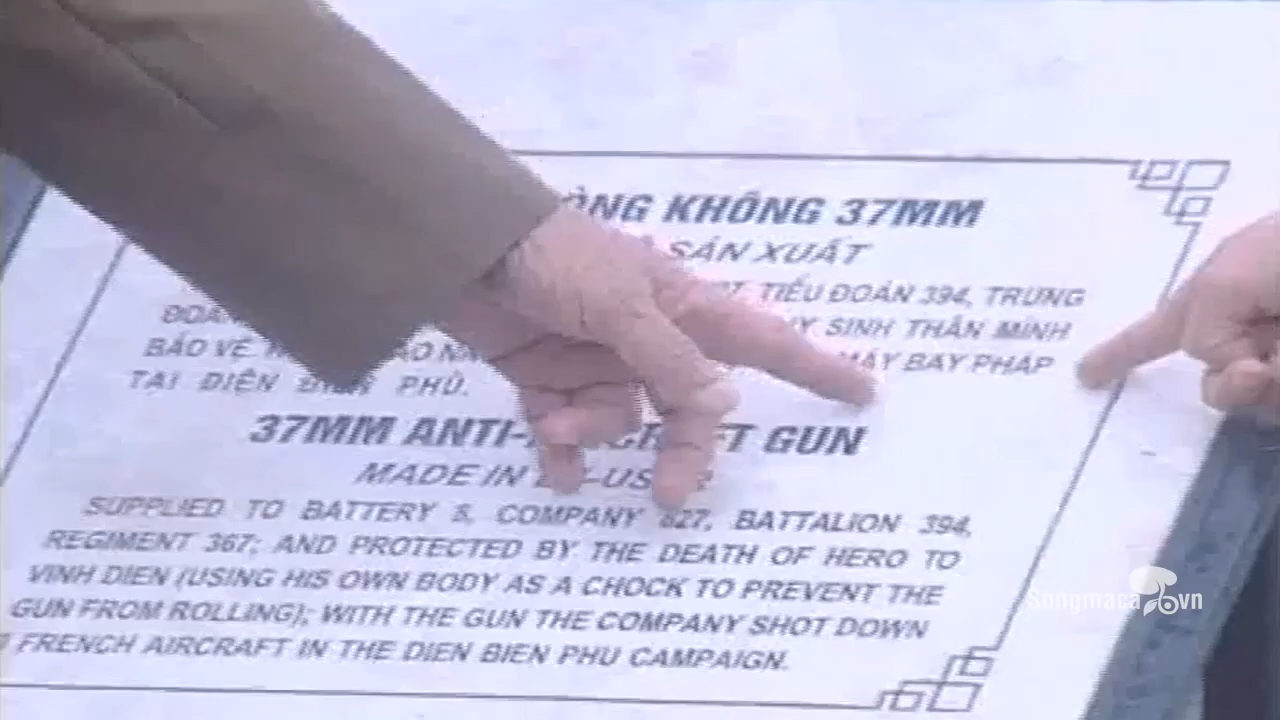 KHÔNG 37MM
SẢN XUẤT
TIỂU ĐOÀN 394, TRUNG
SINH THÂN MÌNH
BẢO VỆ MÁY BAY PHÁP
TẠI ĐIỆN BIÊN PHỦ.
37MM GUN
MADE IN
SUPPLIED TO BATTERY 5, COMPANY 827, BATTALION 394,
REGIMENT 367; AND PROTECTED BY THE DEATH OF HERO TO
VINH DIEN (USING HIS OWN BODY AS A CHOCK TO PREVENT THE
GUN FROM ROLLING); WITH THE GUN THE COMPANY SHOT DOWN
FRENCH AIRCRAFT IN THE DIEN BIEN PHU CAMPAIGN.
Songmaca.vn